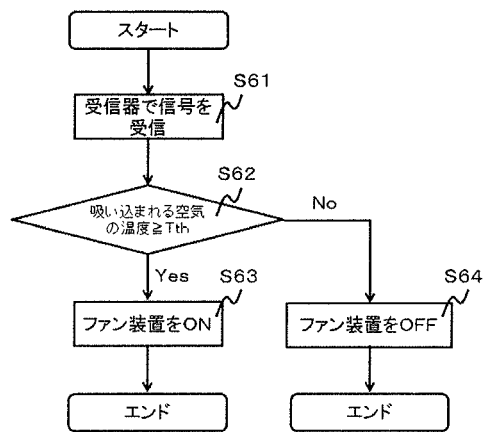 スタート
S61
受信器で信号を
受信
S62
吸い込まれる空気
の温度≧Tth
No
Yes
S63
S64
ファン装置をON
ファン装置をOFF
エンド
エンド